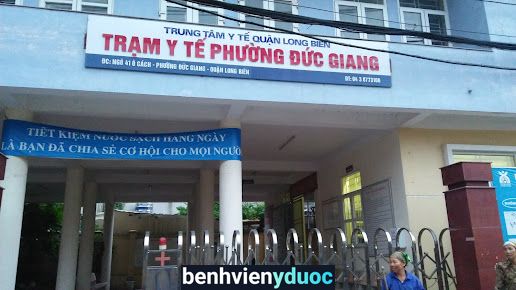 TRUNG TÂM Y TẾ QUẬN LONG BIÊN
TRẠM Y TẾ PHƯỜNG ĐỨC GIANG
ĐC: NGÕ 41 Ô CÁCH - PHƯỜNG ĐỨC GIANG - QUẬN LONG BIÊN
TIẾT KIỆM NƯỚC SẠCH HÀNG NGÀY
LÀ BẠN ĐÃ CHIA SẺ CƠ HỘI CHO MỌI NGƯỜ
benhvienyduoc